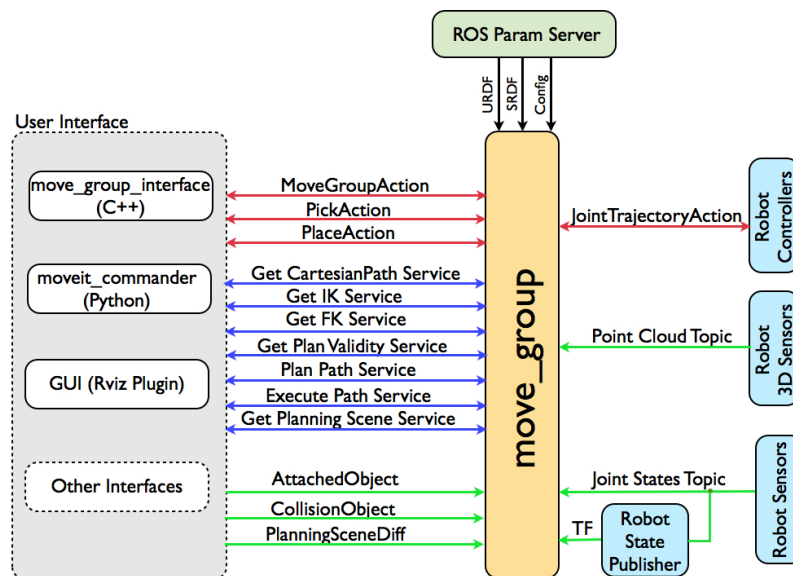 ROS Param Server
URDF
SRDF
Config
User Interface
move_group_interface
(C++)
moveit_commander
(Python)
GUI (Rviz Plugin)
Other Interfaces
MoveGroupAction
PickAction
PlaceAction
Get CartesianPath Service
Get IK Service
Get FK Service
Get Plan Validity Service
Plan Path Service
Execute Path Service
Get Planning Scene Service
AttachedObject
CollisionObject
PlanningSceneDiff
move_group
JointTrajectoryAction
Point Cloud Topic
Joint States Topic
TF
Robot
State
Publisher
Robot
Controllers
Robot
3D Sensors
Robot Sensors